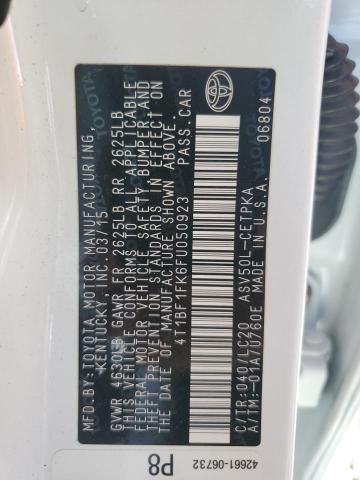 MFD.BY:TOYOTA MOTOR MANUFACTURING,
KENTUCKY, INC. 03/15
GVWR 4630LB GAWR FR 2625LB RR 2625LB
THIS VEHICLE CONFORMS TO ALL APPLICABLE
FEDERAL MOTOR VEHICLE SAFETY, BUMPER AND
THEFT PREVENTION STANDARDS IN EFFECT ON
THE DATE OF MANUFACTURE SHOWN ABOVE.
4T1BF1FK6FU050923 PASS.CAR
TOYOTA
C/TR:040/LC20 ASV50L-CETPKA
A/TM:-01A/U760E MADE IN USA 06804
42661-06732
P8